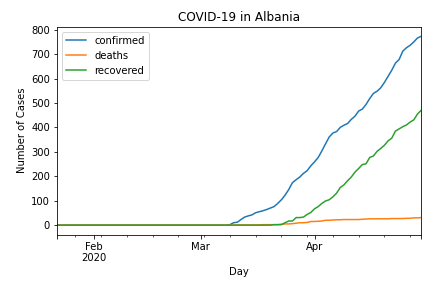 COVID-19 in Albania
confirmed
deaths
recovered
Number of Cases
800
700
600
500
400
300
200
100
0
Feb
2020
Mar
Apr
Day